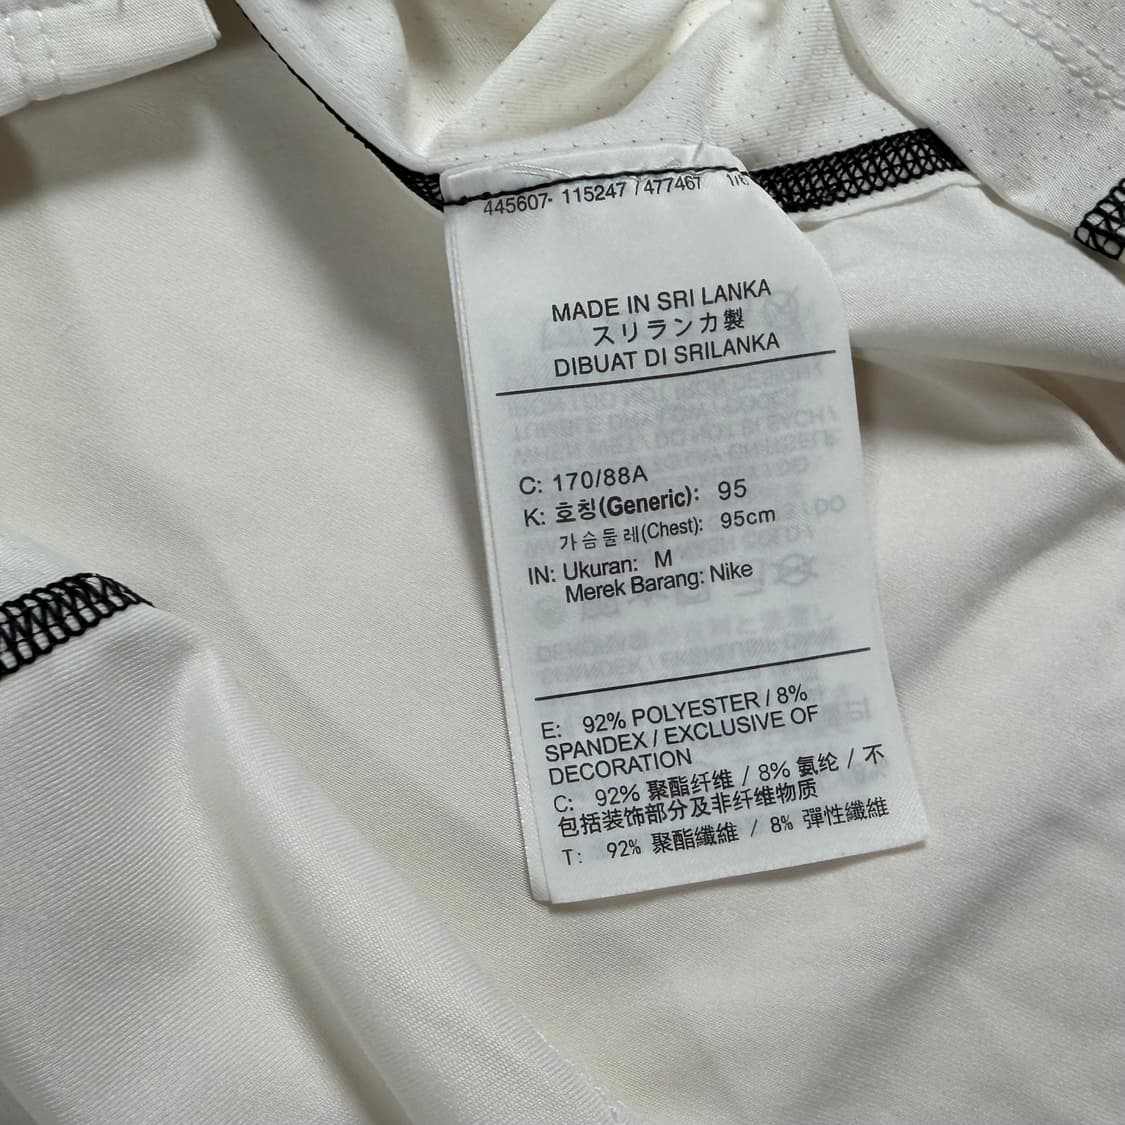 445607- 115247 / 477467
MADE IN SRI LANKA
スリランカ製
DIBUAT DI SRILANKA
C: 170/88A
K: 호칭(Generic): 95
가슴둘레(Chest): 95cm
IN: Ukuran: M
Merek Barang: Nike
E: 92% POLYESTER / 8%
SPANDEX / EXCLUSIVE OF
DECORATION
C: 92% 聚酯纤维 / 8% 氨纶 / 不
包括装饰部分及非纤维物质
T: 92% 聚酯纖維 / 8% 彈性纖維